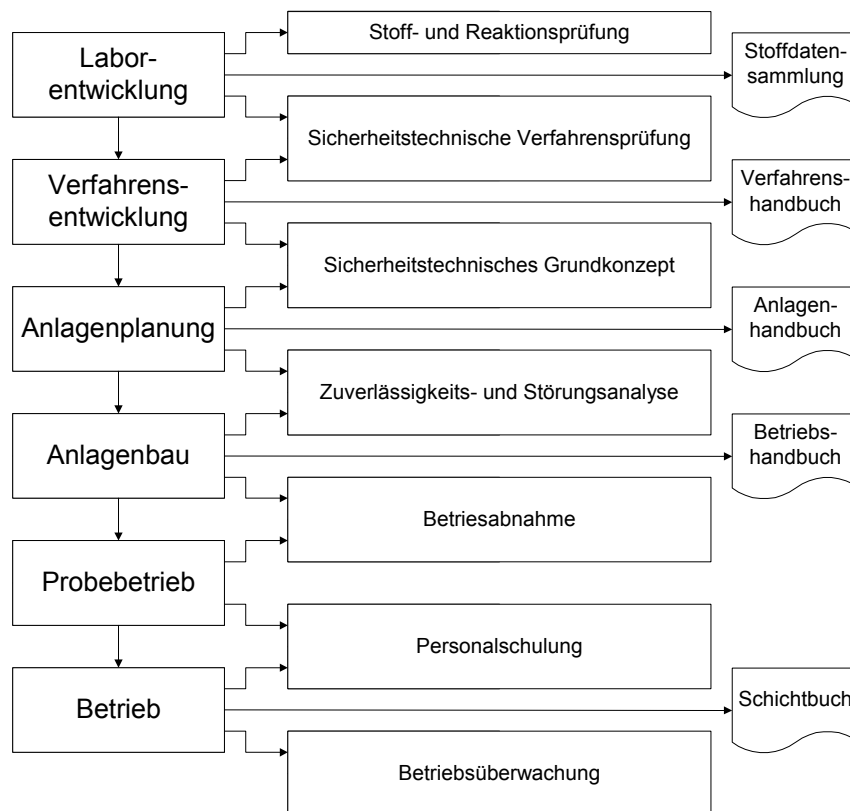 Stoff- und Reaktionsprüfung
Labor-
entwicklung
Stoffdaten-
sammlung
Sicherheitstechnische Verfahrensprüfung
Verfahrens-
entwicklung
Verfahrens-
handbuch
Sicherheitstechnisches Grundkonzept
Anlagenplanung
Anlagen-
handbuch
Zuverlässigkeits- und Störungsanalyse
Anlagenbau
Betriebs-
handbuch
Betriesabnahme
Probebetrieb
Personalschulung
Betrieb
Schichtbuch
Betriebsüberwachung